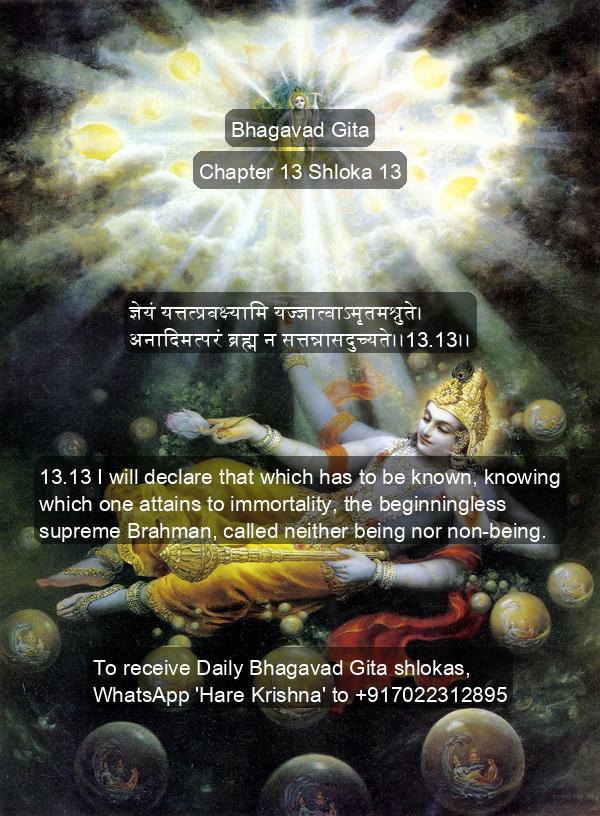 Bhagavad Gita
Chapter 13 Shloka 13
ज्ञेयं यत्तत्प्रवक्ष्यामि यज्ज्ञात्वाऽमृतमश्नुते।
अनादिमत्परं ब्रह्म न सत्तन्नासदुच्यते।।13.13।।
13.13 I will declare that which has to be known, knowing
which one attains to immortality, the beginningless
supreme Brahman, called neither being nor non-being.
To receive Daily Bhagavad Gita shlokas,
WhatsApp 'Hare Krishna' to +917022312895